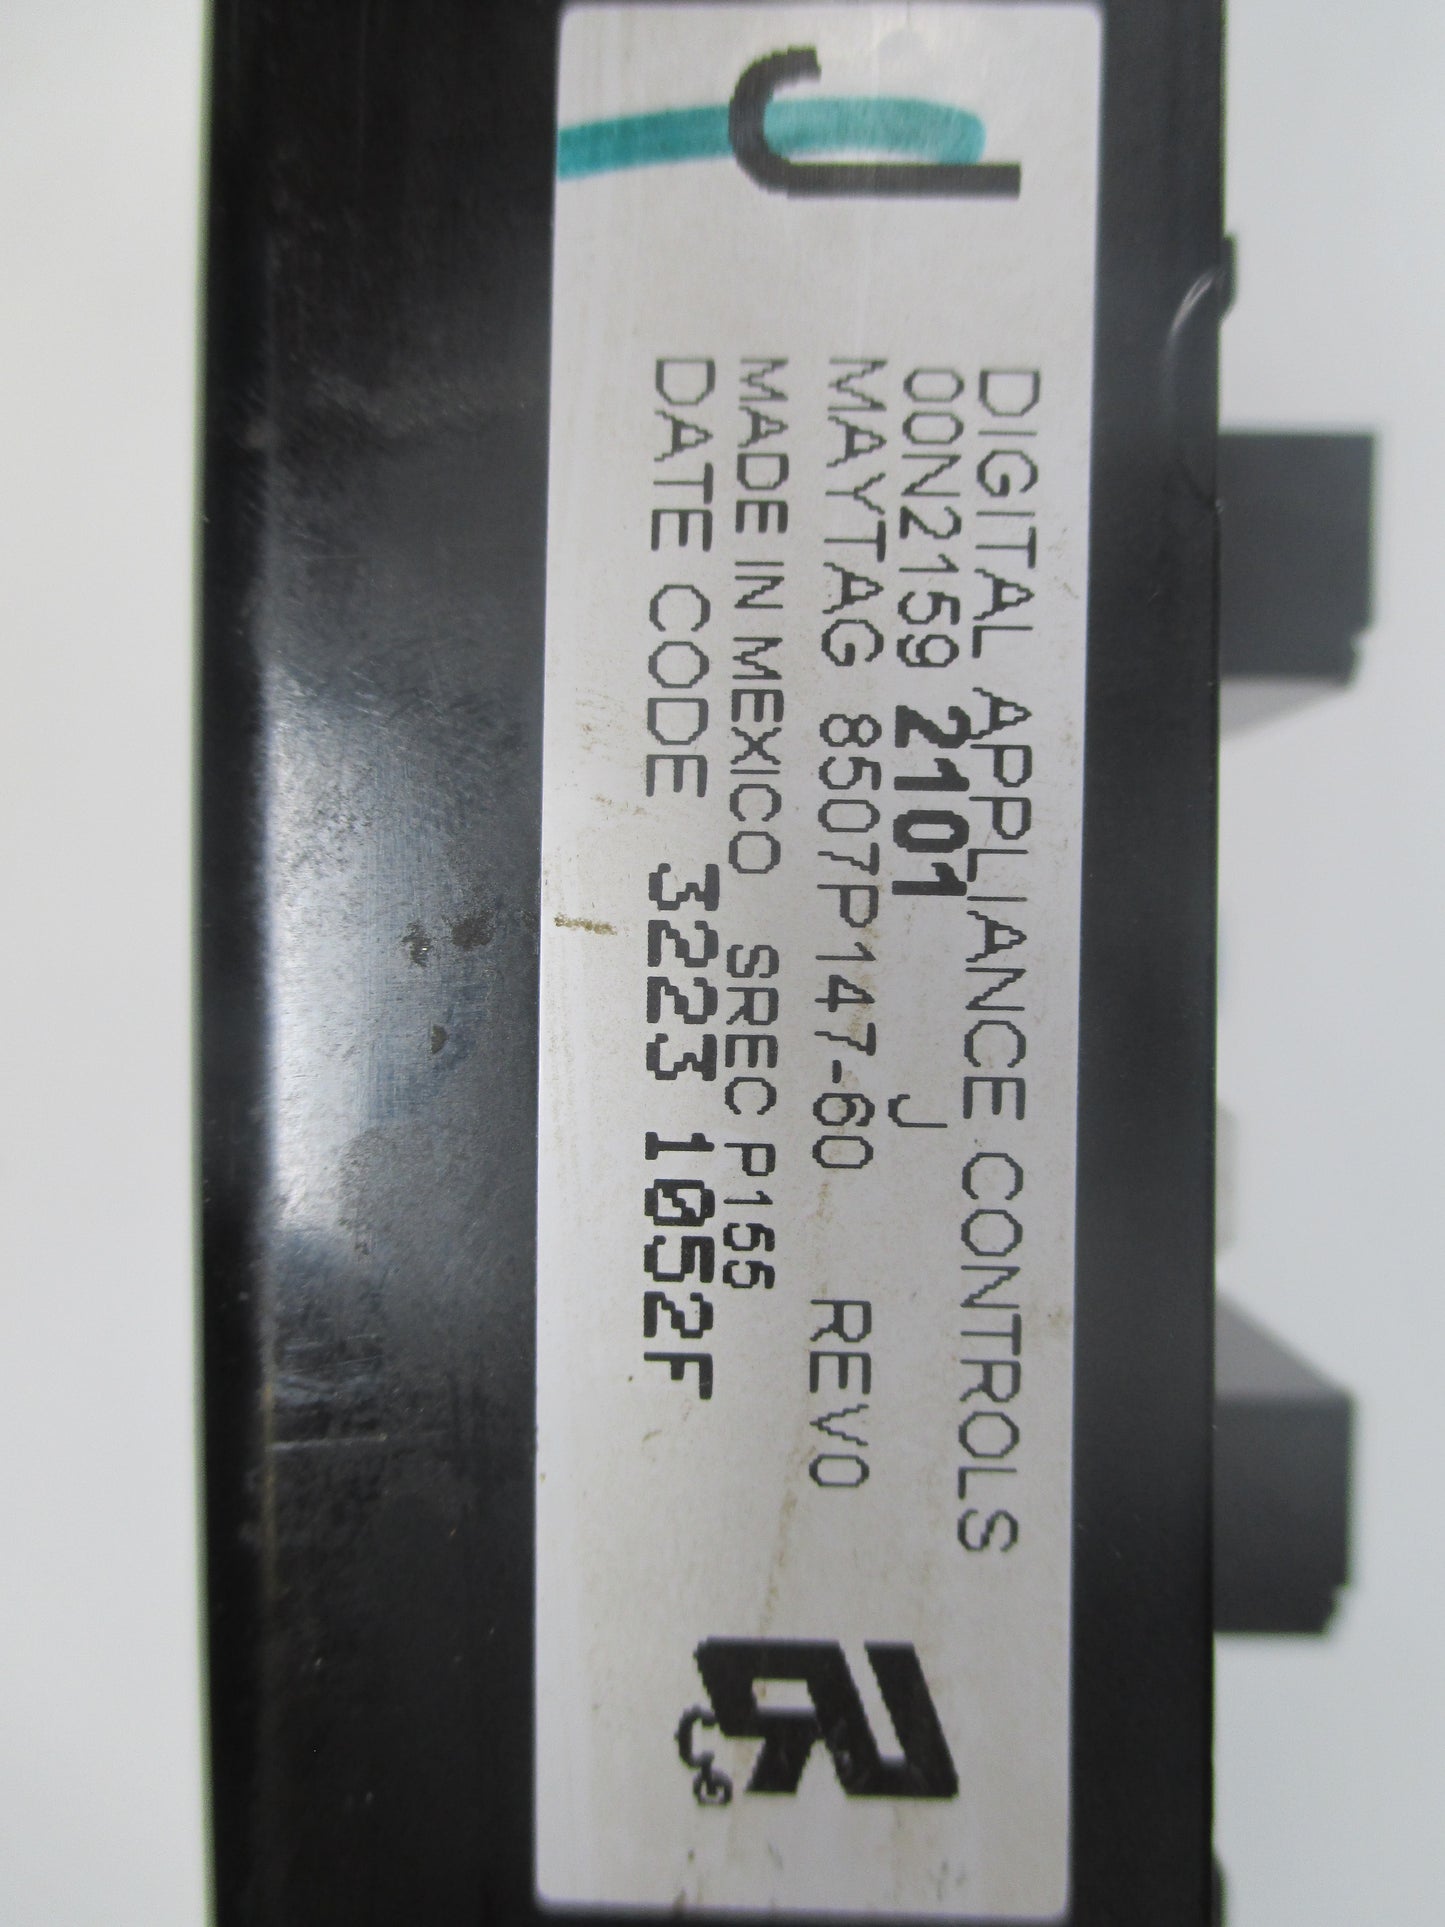 J
DIGITAL APPLIANCE CONTROLS
00N2159 2101 J
MAYTAG 8507P147-60 REV0
MADE IN MEXICO SREC P155
DATE CODE 3223 1052F